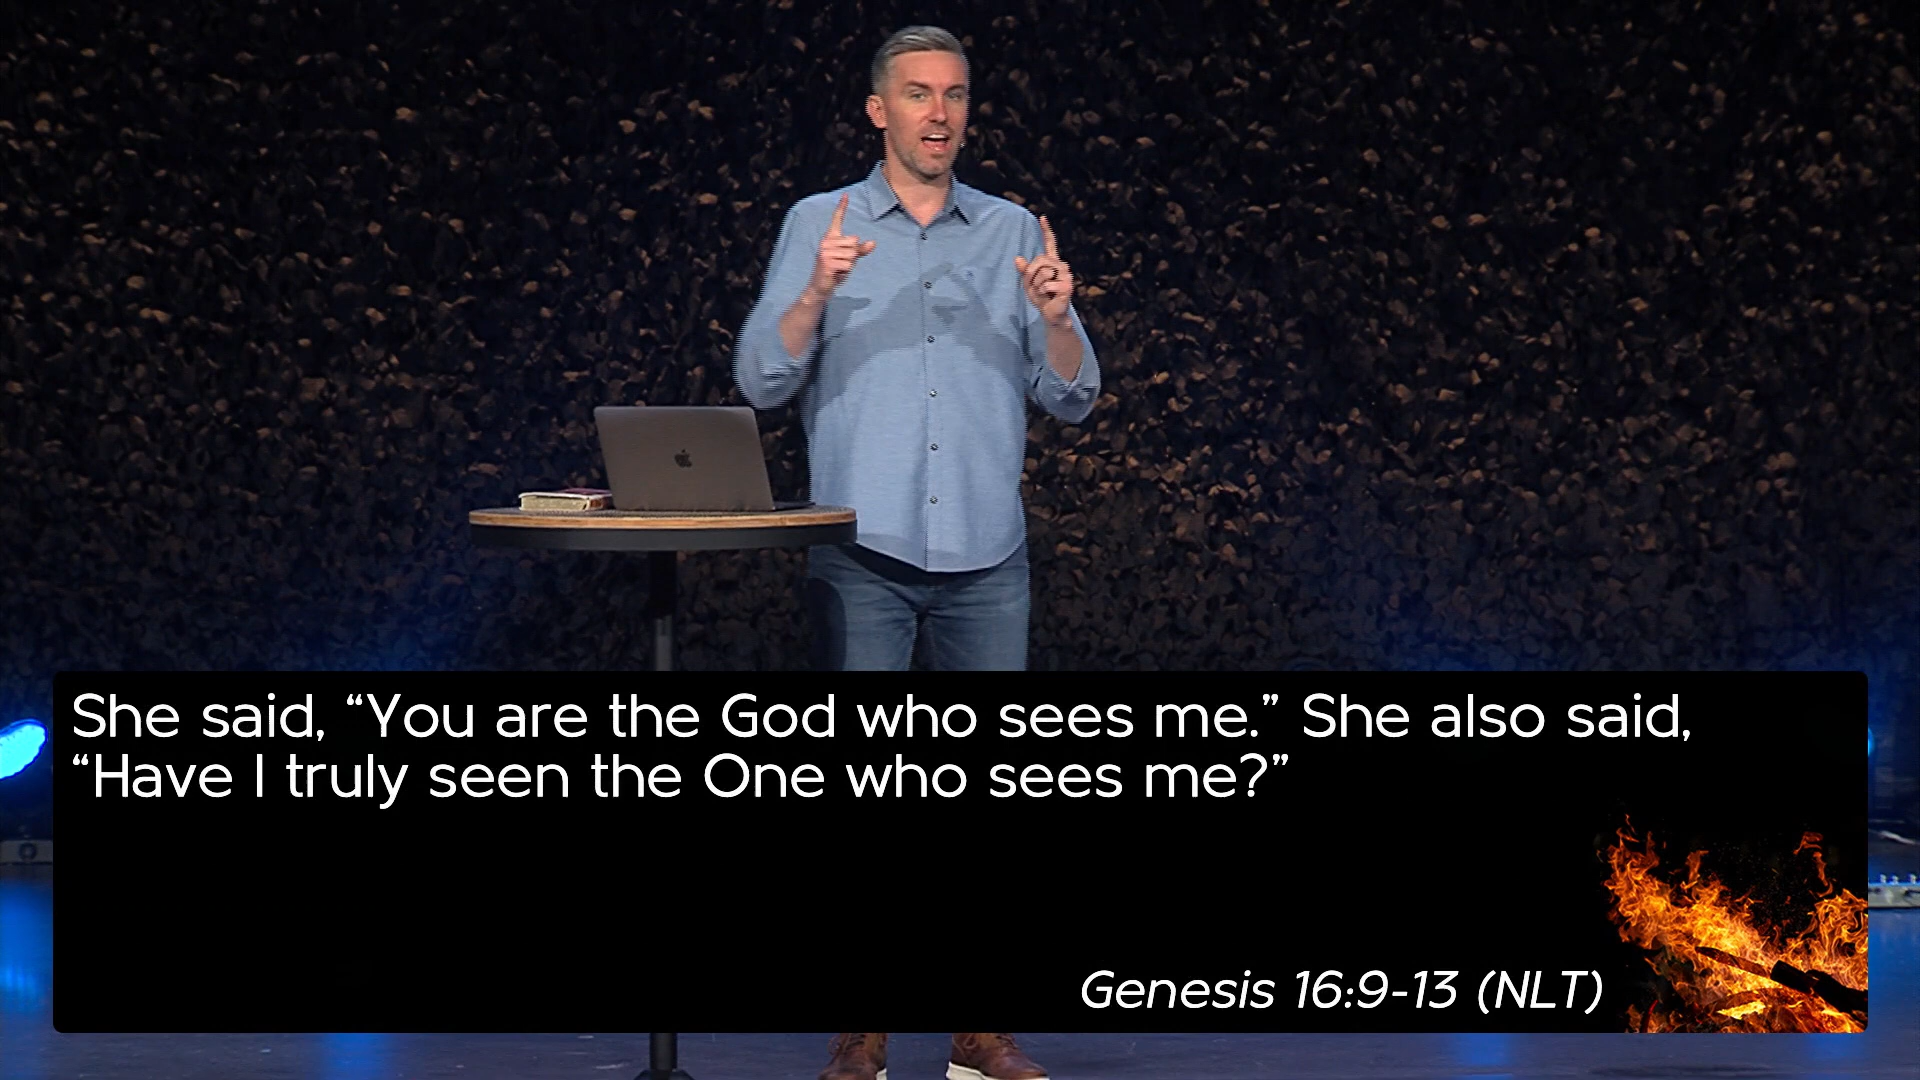 She said, “You are the God who sees me.” She also said,
“Have I truly seen the One who sees me?”
Genesis 16:9-13 (NLT)